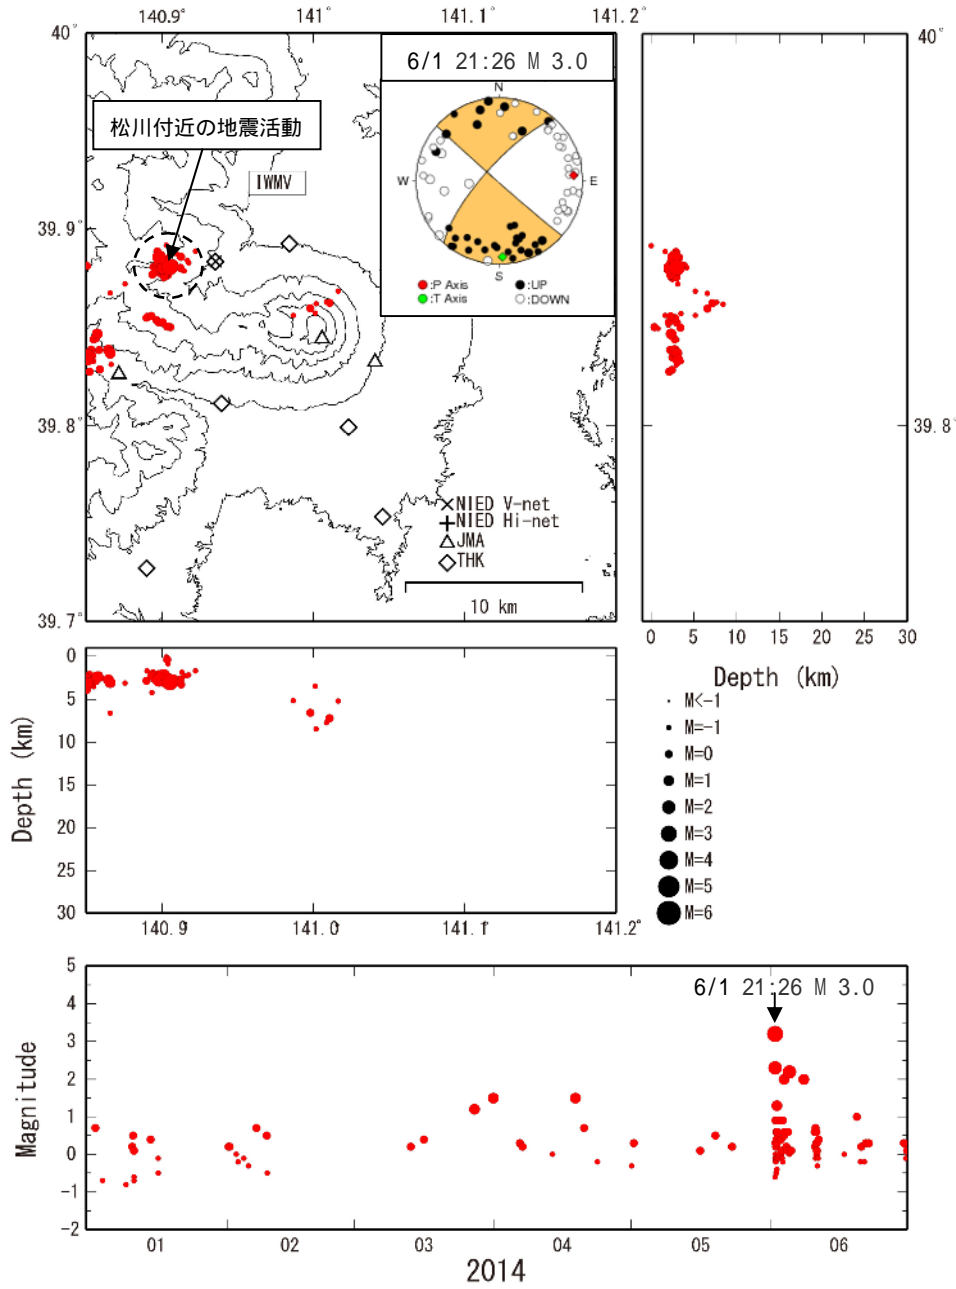 140.9° 141° 141.1° 141.2°
40°
39.9°
39.8°
39.7°
松川付近の地震活動
IWMV
6/1 21:26 M 3.0
N
W
E
S
:P Axis
:T Axis
:UP
:DOWN
NIED V-net
NIED Hi-net
JMA
THK
10 km
40°
39.8°
0 5 10 15 20 25 30
Depth (km)
M<-1
M=-1
M=0
M=1
M=2
M=3
M=4
M=5
M=6
0
5
10
15
20
25
30
Depth (km)
140.9° 141.0° 141.1° 141.2°
6/1 21:26 M 3.0
5
4
3
2
1
0
-1
-2
Magnitude
01 02 03 04 05 06
2014